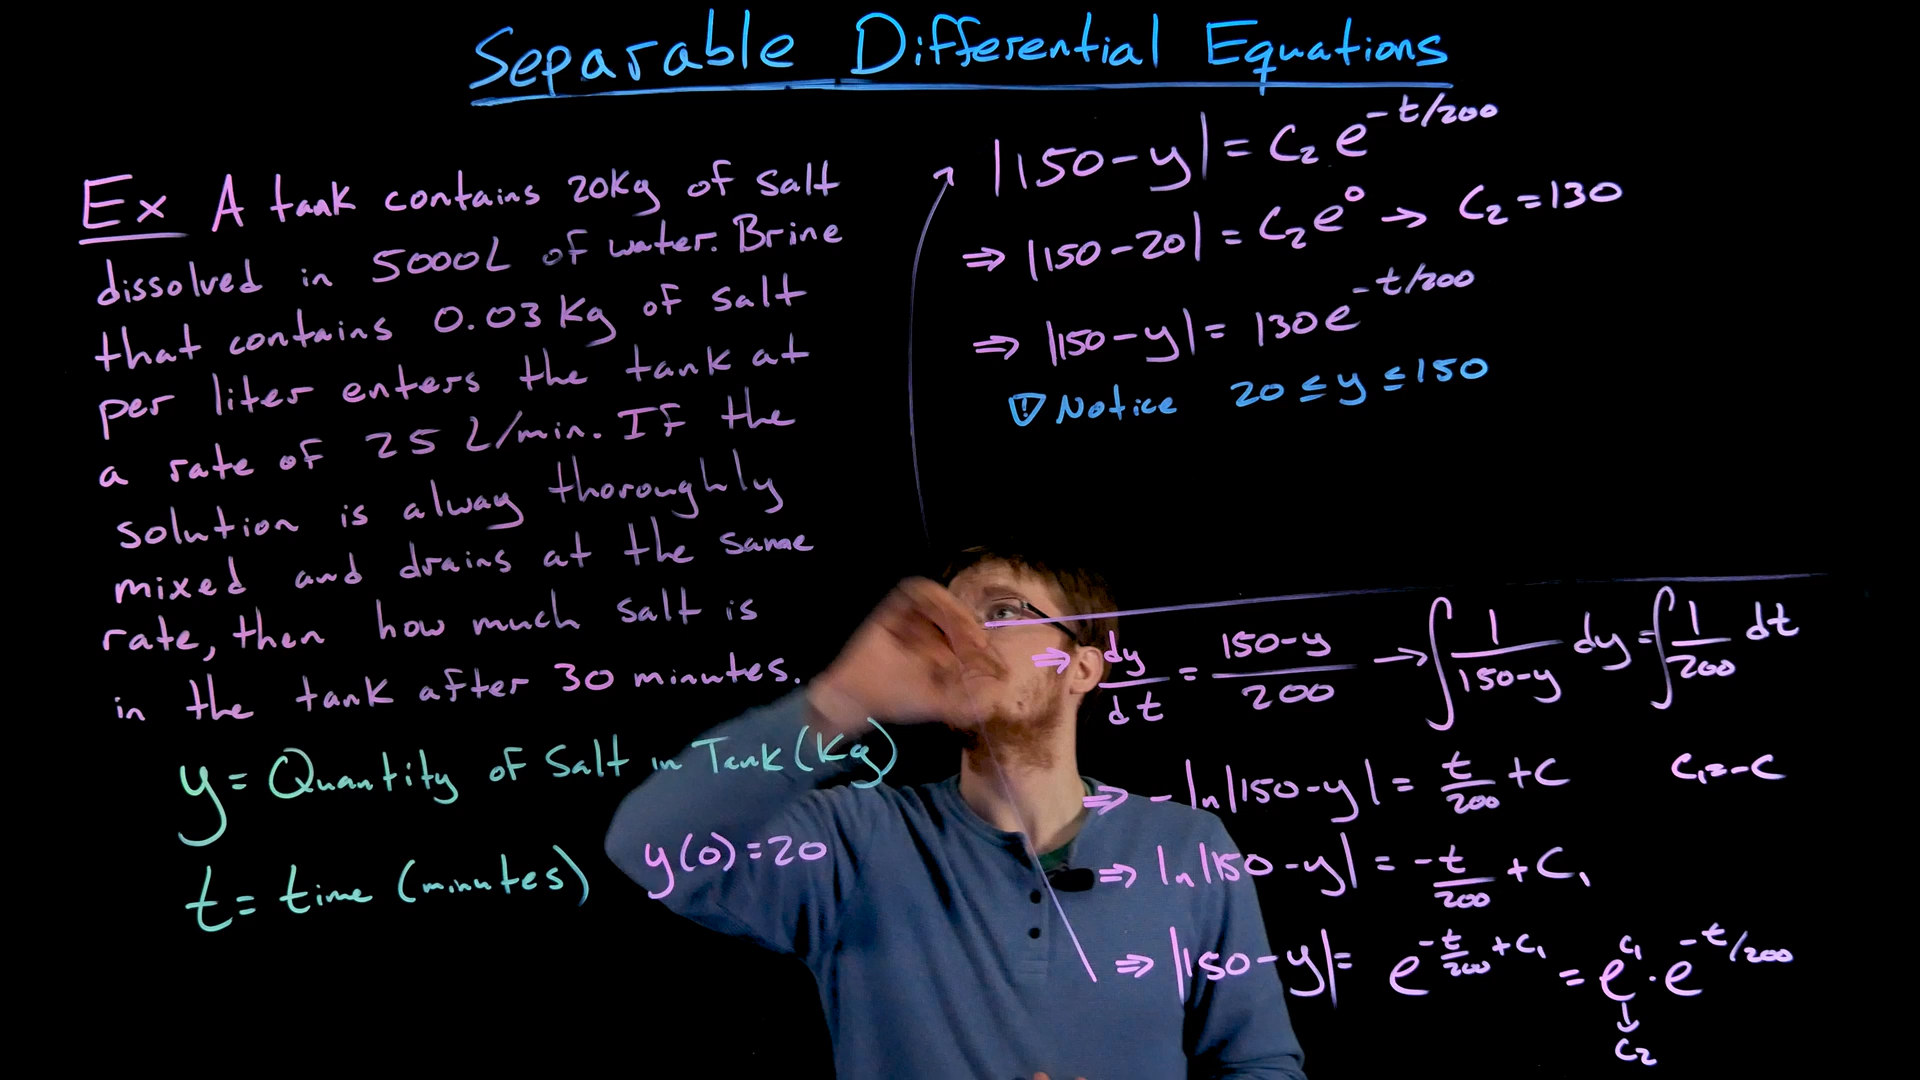 Separable Differential Equations
Ex A tank contains 20Kg of salt
dissolved in 5000L of water. Brine
that contains 0.03 Kg of salt
per liter enters the tank at
a rate of 25 L/min. If the
solution is alway thoroughly
mixed and drains at the same
rate, then how much salt is
in the tank after 30 minutes.
y = Quantity of Salt in Tank (Kg)
t = time (minutes) y(0) = 20
|150-y| = C₂ e^{-t/200}
⇒ |150-20| = C₂e⁰ → C₂ = 130
⇒ |150-y| = 130e^{-t/200}
! Notice 20 ≤ y ≤ 150
⇒ dy/dt = (150-y)/200 → ∫ 1/(150-y) dy = ∫ 1/200 dt
⇒ -ln|150-y| = t/200 + C C₁ = -C
⇒ ln|150-y| = -t/200 + C₁
⇒ |150-y| = e^{-t/200 + C₁} = e^{C₁} · e^{-t/200}
↓
C₂